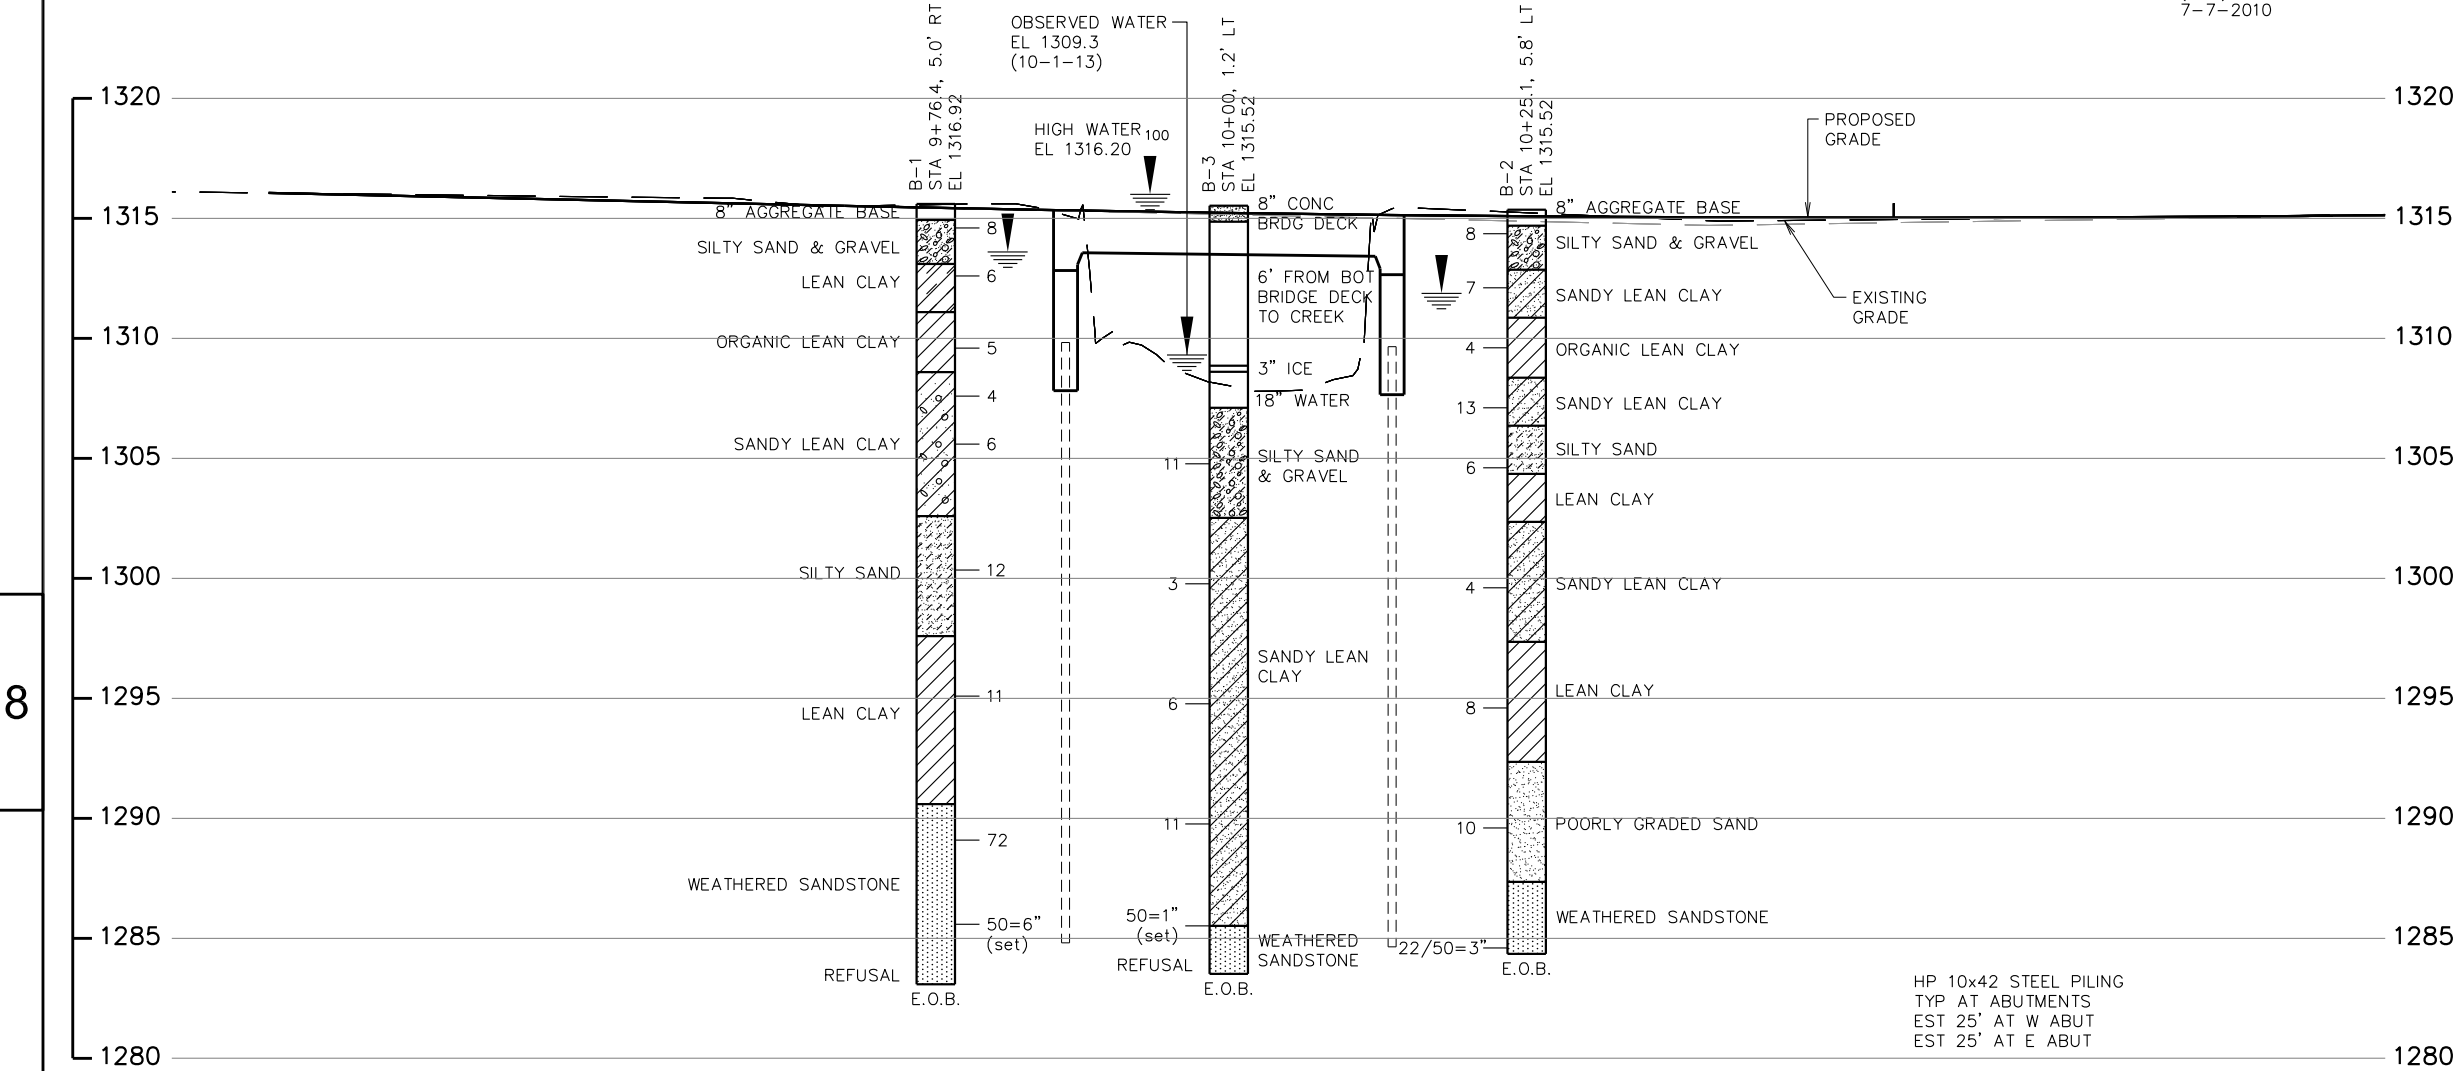 7-7-2010
OBSERVED WATER
EL 1309.3
(10-1-13)
HIGH WATER 100
EL 1316.20
B-1
STA 9+76.4, 5.0' RT
EL 1316.92
B-3
STA 10+00, 1.2' LT
EL 1315.52
B-2
STA 10+25.1, 5.8' LT
EL 1315.52
PROPOSED
GRADE
EXISTING
GRADE
1320
1315
1310
1305
1300
1295
1290
1285
1280
8
8" AGGREGATE BASE
SILTY SAND & GRAVEL
LEAN CLAY
ORGANIC LEAN CLAY
SANDY LEAN CLAY
SILTY SAND
LEAN CLAY
WEATHERED SANDSTONE
REFUSAL
8
6
5
4
6
12
11
72
50=6"
(set)
E.O.B.
8" CONC
BRDG DECK
6' FROM BOT
BRIDGE DECK
TO CREEK
3" ICE
18" WATER
SILTY SAND
& GRAVEL
SANDY LEAN
CLAY
WEATHERED
SANDSTONE
11
3
6
11
50=1"
(set)
REFUSAL
E.O.B.
8" AGGREGATE BASE
SILTY SAND & GRAVEL
SANDY LEAN CLAY
ORGANIC LEAN CLAY
SANDY LEAN CLAY
SILTY SAND
LEAN CLAY
SANDY LEAN CLAY
LEAN CLAY
POORLY GRADED SAND
WEATHERED SANDSTONE
8
7
4
13
6
4
8
10
22/50=3"
E.O.B.
1320
1315
1310
1305
1300
1295
1290
1285
1280
HP 10x42 STEEL PILING
TYP AT ABUTMENTS
EST 25' AT W ABUT
EST 25' AT E ABUT